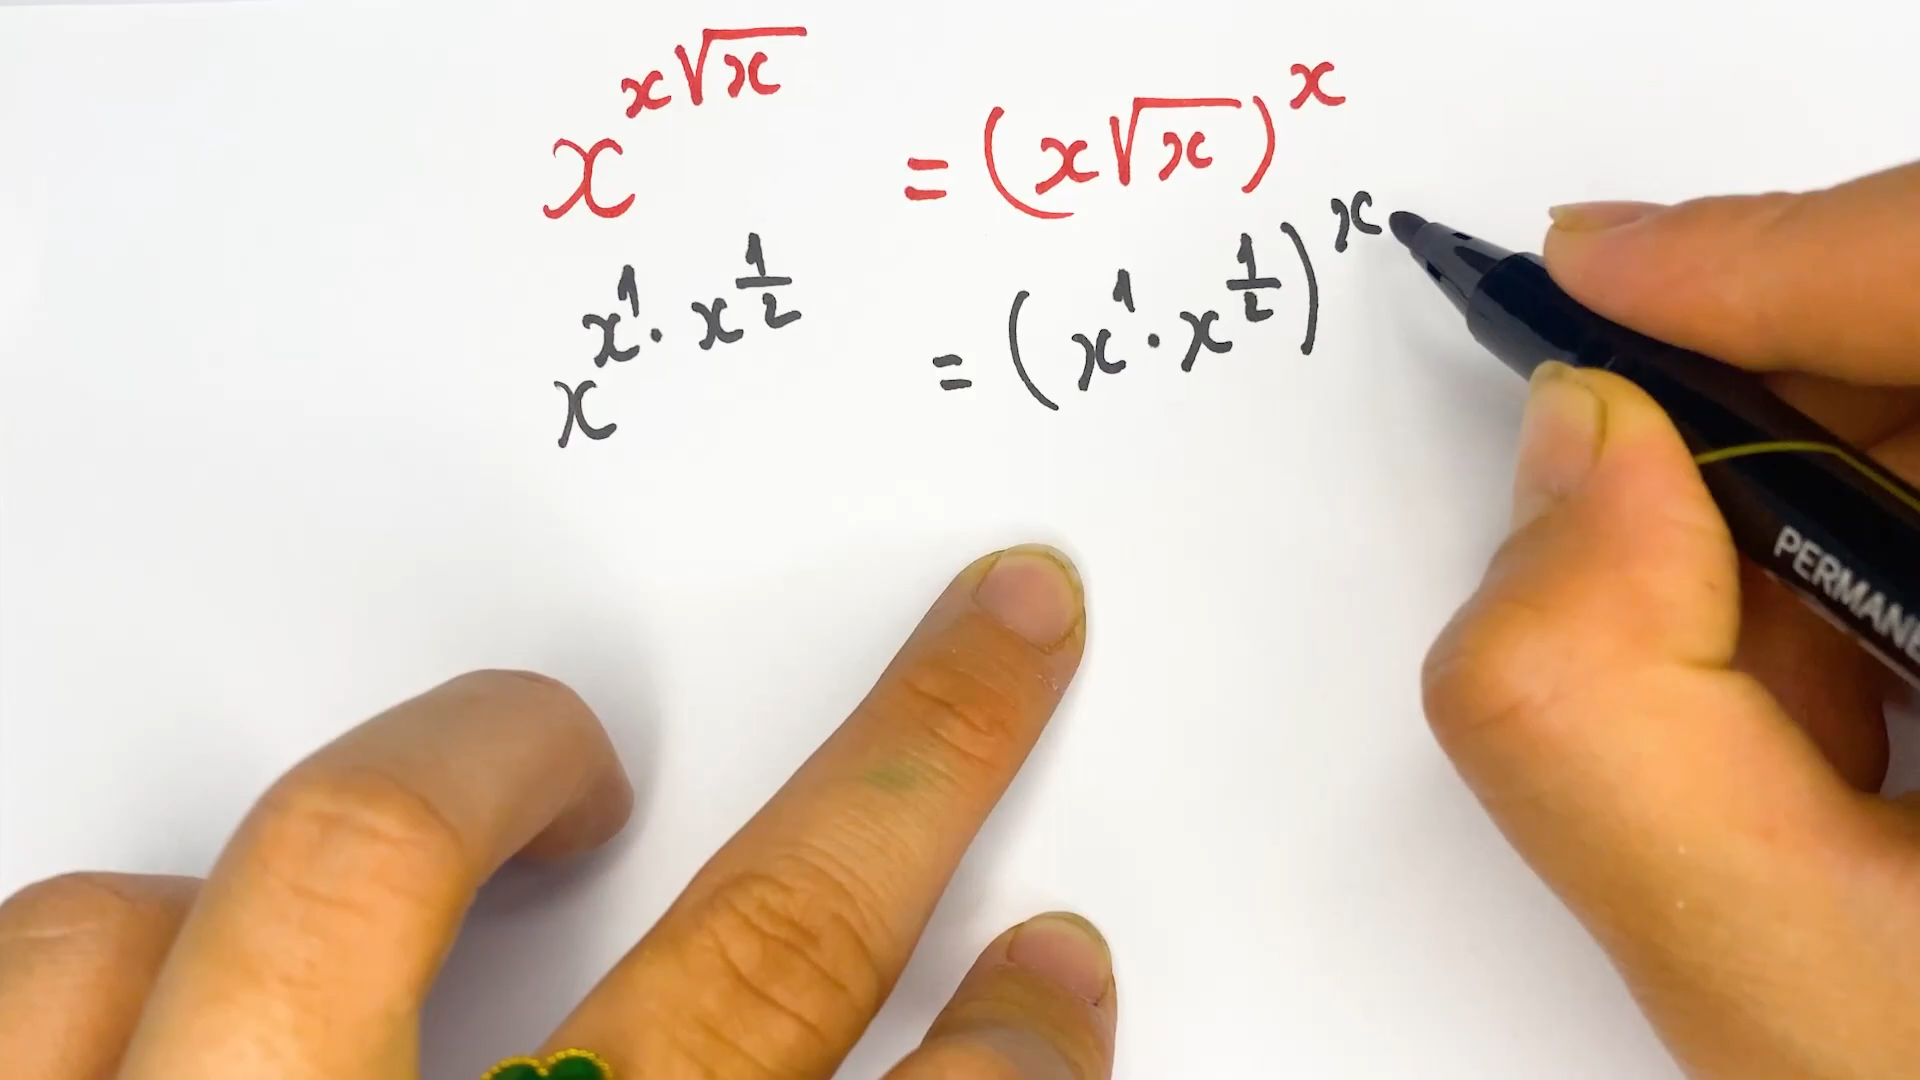 x^{x√x} = (x√x)^x
x^{x^1 · x^{1/2}} = (x^1 · x^{1/2})^x
PERMANE